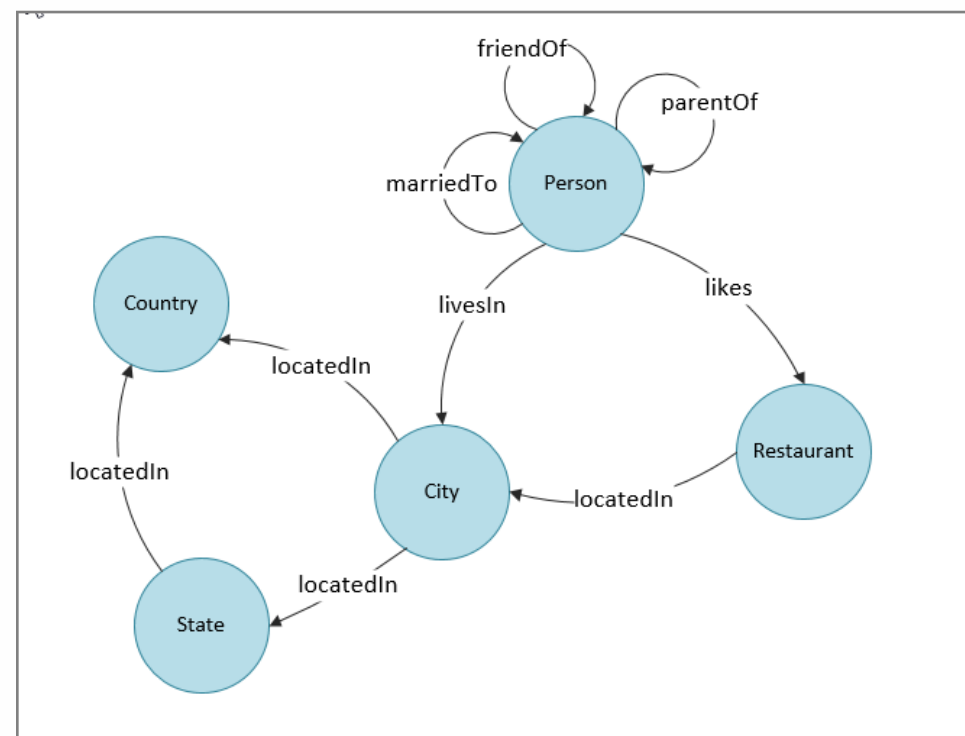 friendOf
parentOf
marriedTo
Person
Country
livesIn
likes
locatedIn
Restaurant
locatedIn
City
locatedIn
locatedIn
State